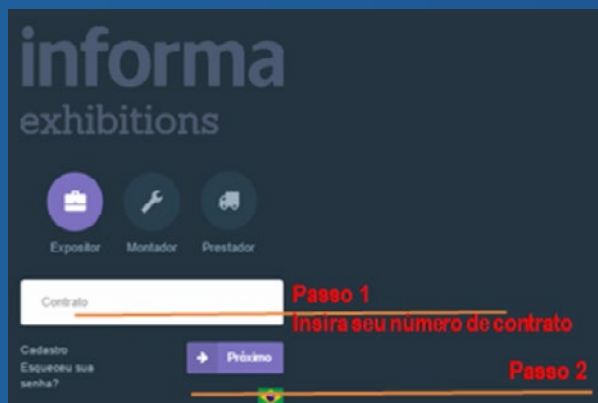 informa
exhibitions
Expositor Montador Prestador
Contrato
Passo 1
Insira seu número de contrato
Cadastro
Esqueceu sua
senha?
Próximo
Passo 2